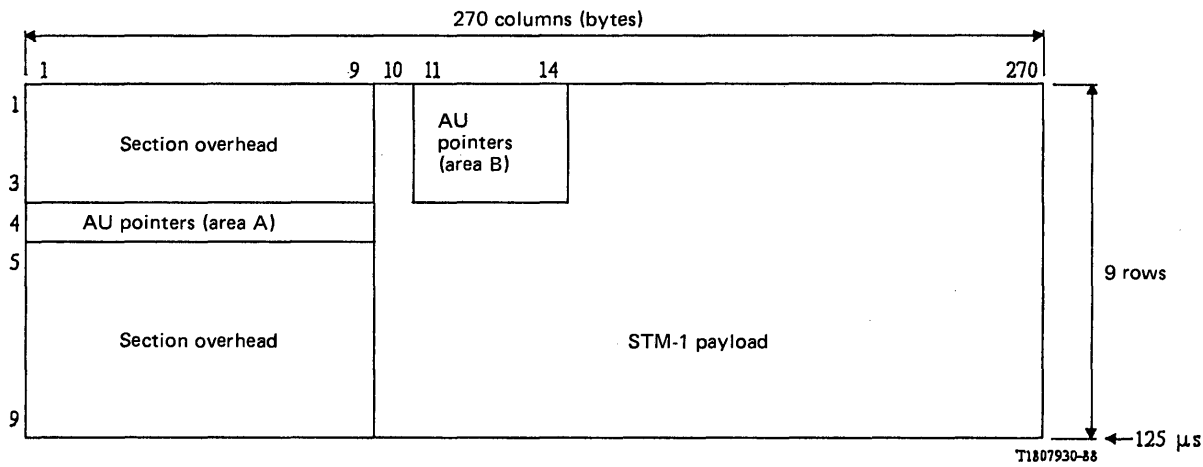 270 columns (bytes)
1 9 10 11 14 270
1
Section overhead
AU
pointers
(area B)
3
4 AU pointers (area A)
5
9 rows
Section overhead
STM-1 payload
9
125 μs
T1807930-88